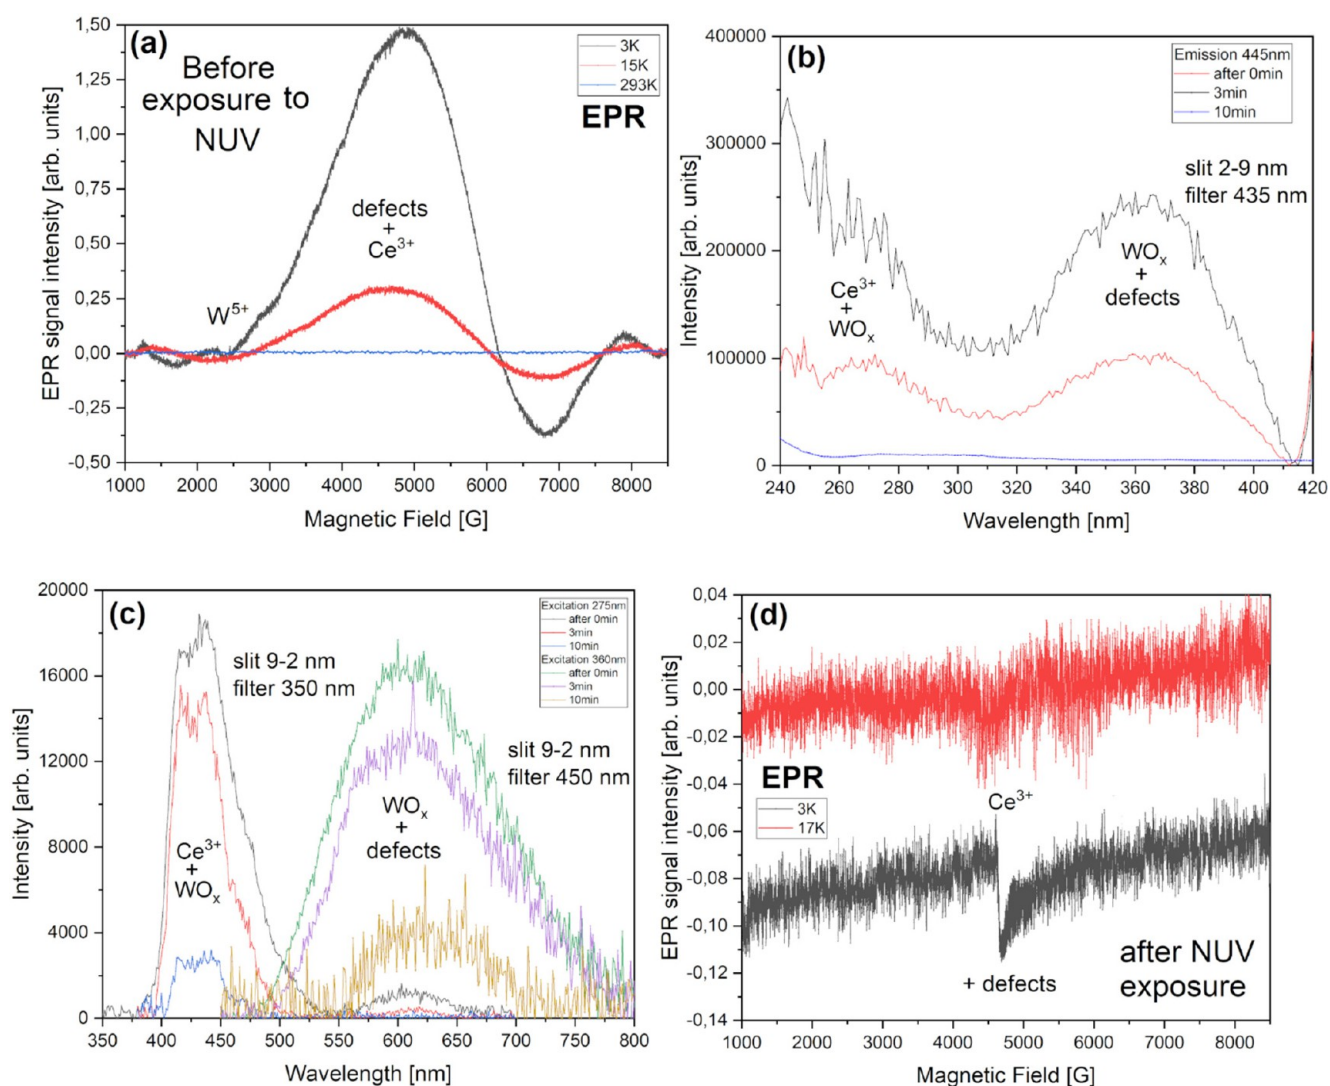 (a)
Before
exposure to
NUV
3K
15K
293K
EPR
defects
+
Ce³⁺
W⁵⁺
EPR signal intensity [arb. units]
1,50
1,25
1,00
0,75
0,50
0,25
0,00
-0,25
-0,50
1000 2000 3000 4000 5000 6000 7000 8000
Magnetic Field [G]
(b)
Emission 445nm
after 0min
3min
10min
slit 2-9 nm
filter 435 nm
Ce³⁺
+
WOₓ
WOₓ
+
defects
Intensity [arb. units]
400000
300000
200000
100000
0
240 260 280 300 320 340 360 380 400 420
Wavelength [nm]
(c)
slit 9-2 nm
filter 350 nm
Excitation 275nm
after 0min
3min
10min
Excitation 360nm
after 0min
3min
10min
slit 9-2 nm
filter 450 nm
Ce³⁺
+
WOₓ
WOₓ
+
defects
Intensity [arb. units]
20000
16000
12000
8000
4000
0
350 400 450 500 550 600 650 700 750 800
Wavelength [nm]
(d)
EPR
3K
17K
Ce³⁺
+ defects
after NUV
exposure
EPR signal intensity [arb. units]
0,04
0,02
0,00
-0,02
-0,04
-0,06
-0,08
-0,10
-0,12
-0,14
1000 2000 3000 4000 5000 6000 7000 8000
Magnetic Field [G]